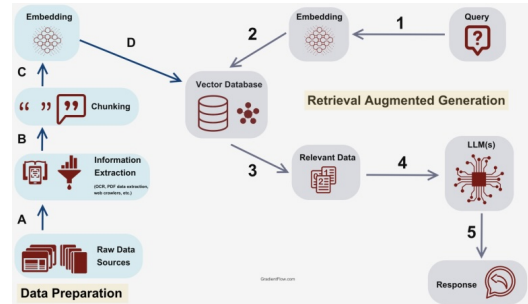 Embedding
D
C
Chunking
B
Information
Extraction
(OCR, PDF data extraction,
web crawlers, etc.)
A
Raw Data
Sources
Data Preparation
Query
1
Embedding
2
Vector Database
Retrieval Augmented Generation
3
Relevant Data
4
LLM(s)
5
Response
GradientFlow.com